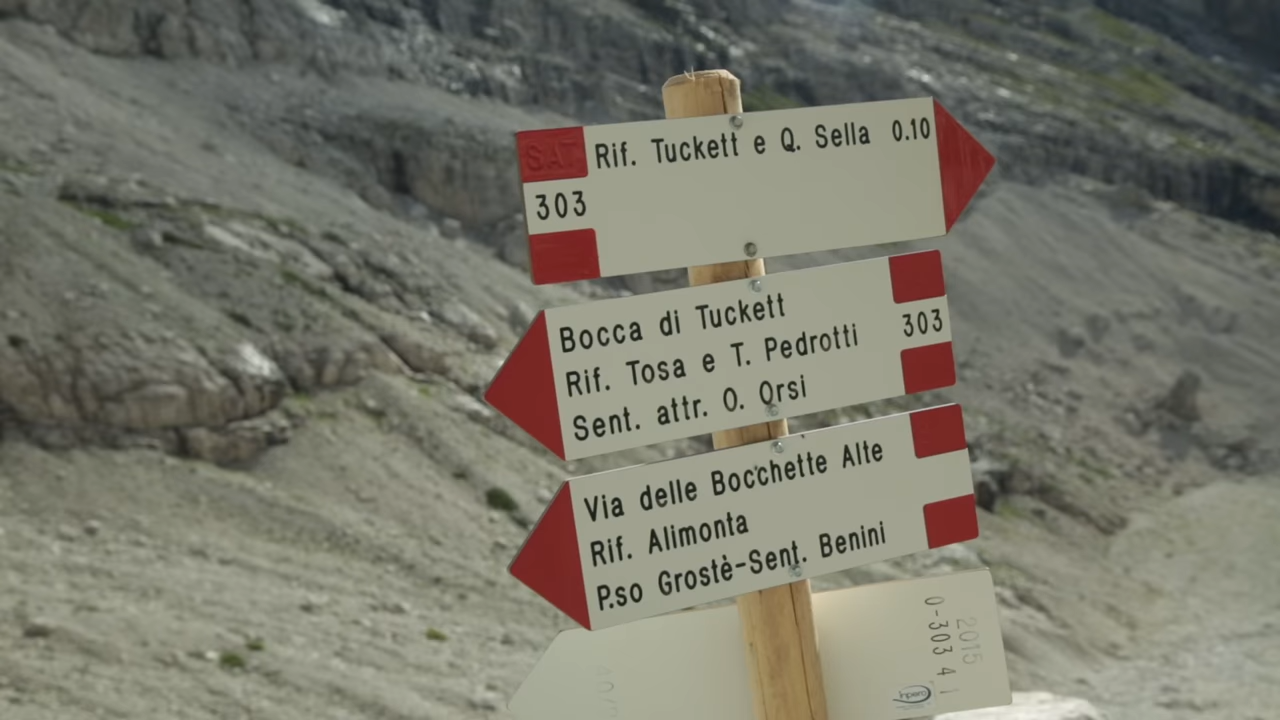 S.A.T.
Rif. Tuckett e Q. Sella 0.10
303
Bocca di Tuckett
303
Rif. Tosa e T. Pedrotti
Sent. attr. O. Orsi
Via delle Bocchette Alte
Rif. Alimonta
P.so Grostè-Sent. Benini
2015
0-303 4